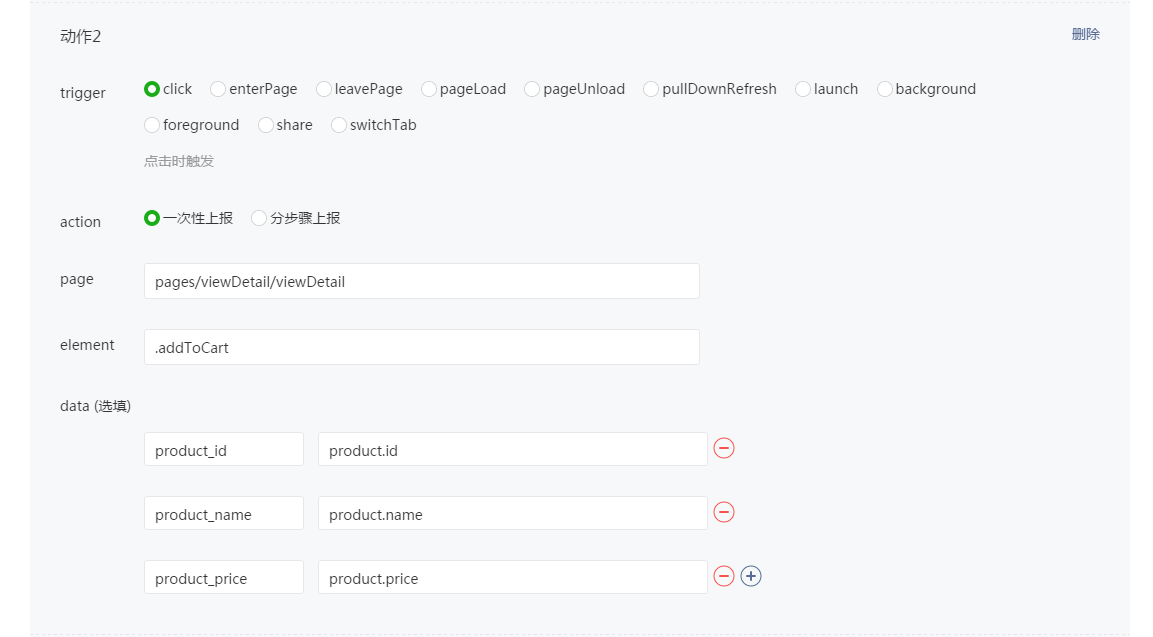 动作2 删除
trigger click enterPage leavePage pageLoad pageUnload pullDownRefresh launch background
foreground share switchTab
点击时触发
action 一次性上报 分步骤上报
page pages/viewDetail/viewDetail
element .addToCart
data (选填)
product_id product.id
product_name product.name
product_price product.price